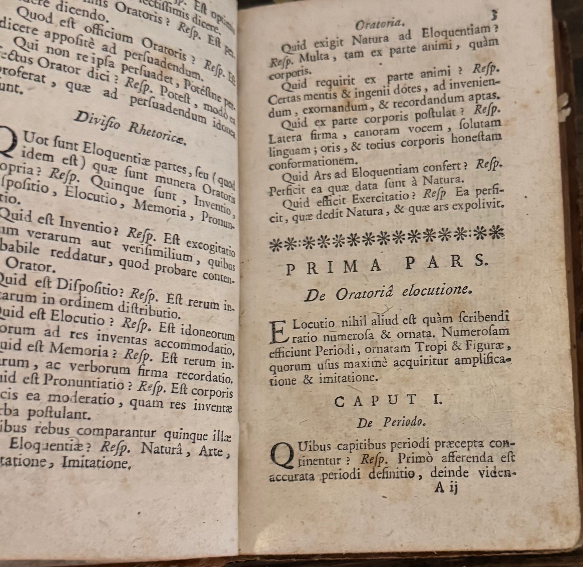 dere dicendo.
Quod est officium Oratoris? Resp. Est
dicere appositè ad persuadendum.
Qui non re ipsa persuadet, Potestne per-
fectus Orator dici? Resp. Potest, modò ea
proferat, quæ ad persuadendum idonea
sunt.
Divisio Rhetoricæ.
QUot sunt Eloquentiæ partes, seu (quod
idem est) quæ sunt munera Oratoris
propria? Resp. Quinque sunt, Inventio,
Dispositio, Elocutio, Memoria, Pronun-
tiatio.
Quid est Inventio? Resp. Est excogitatio
rerum verarum aut verisimilium, quibus
probabile reddatur, quod probare conten-
Orator.
Quid est Dispositio? Resp. Est rerum in-
ventarum in ordinem distributio.
Quid est Elocutio? Resp. Est idoneorum
verborum ad res inventas accommodatio.
Quid est Memoria? Resp. Est rerum in-
ventarum, ac verborum firma recordatio.
Quid est Pronuntiatio? Resp. Est corporis
vocis ea moderatio, quam res inventæ
verba postulant.
Quibus rebus comparantur quinque illæ
Eloquentiæ? Resp. Naturâ, Arte,
Exercitatione, Imitatione.
Oratoria. 3
Quid exigit Natura ad Eloquentiam?
Resp. Multa, tam ex parte animi, quàm
corporis.
Quid requirit ex parte animi? Resp.
Certas mentis & ingenii dotes, ad invenien-
dum, exornandum, & recordandum aptas.
Quid ex parte corporis postulat? Resp.
Latera firma, canoram vocem, solutam
linguam; oris, & totius corporis honestam
conformationem.
Quid Ars ad Eloquentiam confert? Resp.
Perficit ea quæ data sunt à Natura.
Quid efficit Exercitatio? Resp. Ea perfi-
cit, quæ dedit Natura, & quæ ars expolivit.
PRIMA PARS.
De Oratoriâ elocutione.
ELocutio nihil aliud est quàm scribendi
ratio numerosa & ornata. Numerosam
efficiunt Periodi, ornatam Tropi & Figuræ,
quorum usus maximè acquiritur amplifica-
tione & imitatione.
CAPUT I.
De Periodo.
QUibus capitibus periodi præcepta con-
tinentur? Resp. Primò afferenda est
accurata periodi definitio, deinde viden-
A ij